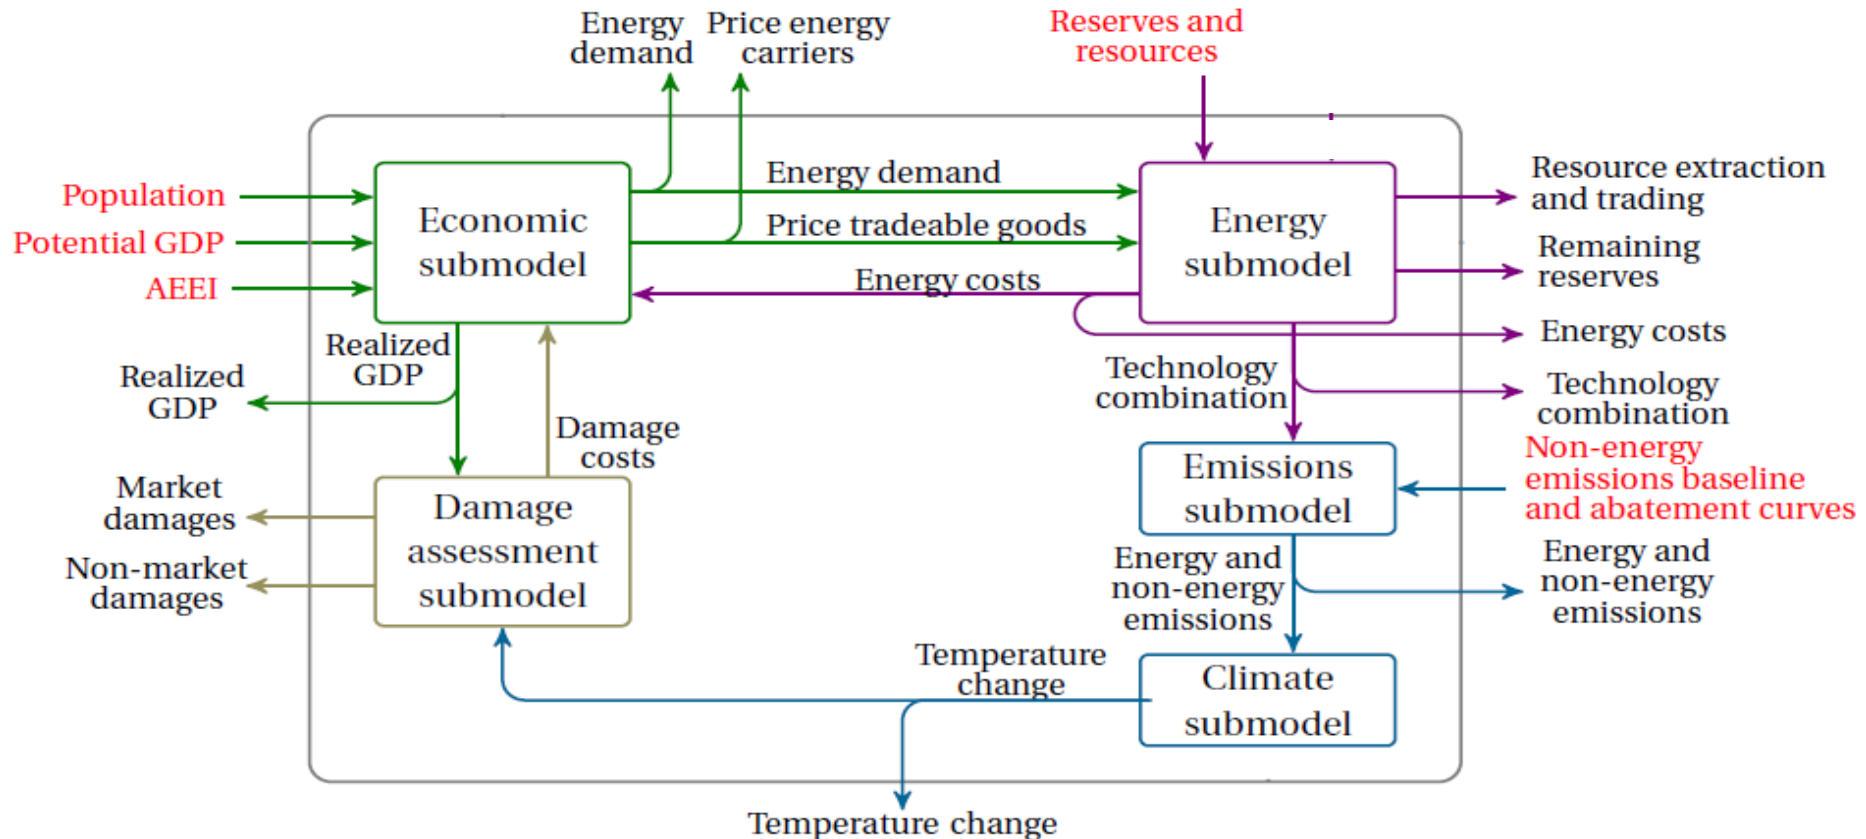 Energy
demand
Price energy
carriers
Reserves and
resources
Population
Potential GDP
AEEI
Economic
submodel
Energy demand
Price tradeable goods
Energy costs
Energy
submodel
Resource extraction
and trading
Remaining
reserves
Energy costs
Realized
GDP
Realized
GDP
Damage
costs
Technology
combination
Technology
combination
Market
damages
Non-market
damages
Damage
assessment
submodel
Emissions
submodel
Non-energy
emissions baseline
and abatement curves
Energy and
non-energy
emissions
Energy and
non-energy
emissions
Temperature
change
Climate
submodel
Temperature change